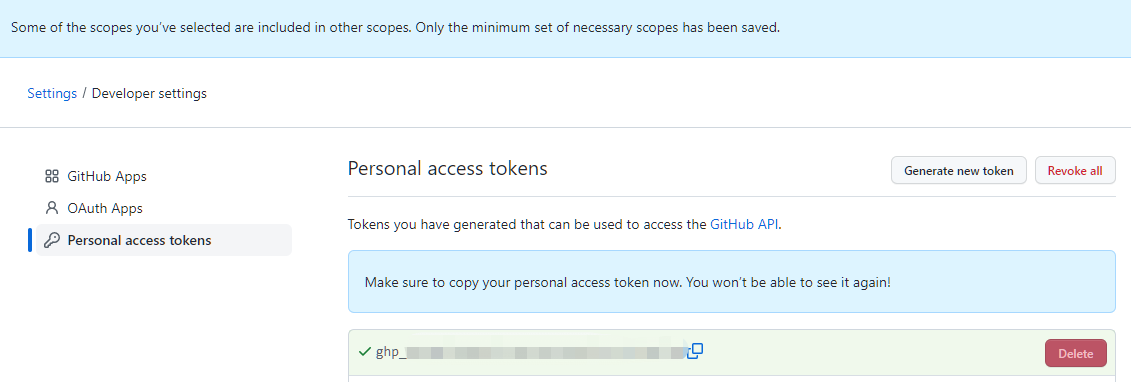 Some of the scopes you’ve selected are included in other scopes. Only the minimum set of necessary scopes has been saved.
Settings / Developer settings
GitHub Apps
OAuth Apps
Personal access tokens
Personal access tokens
Generate new token
Revoke all
Tokens you have generated that can be used to access the GitHub API.
Make sure to copy your personal access token now. You won’t be able to see it again!
ghp_
Delete